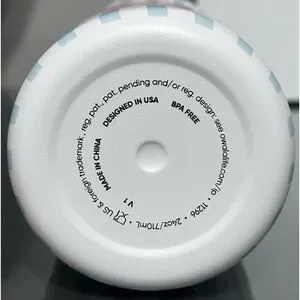 US & foreign trademark, reg. pat., pat. pending and/or reg. design: see owalalife.com/ip • 11296 • 24oz/710mL •
MADE IN CHINA
DESIGNED IN USA
BPA FREE
V1